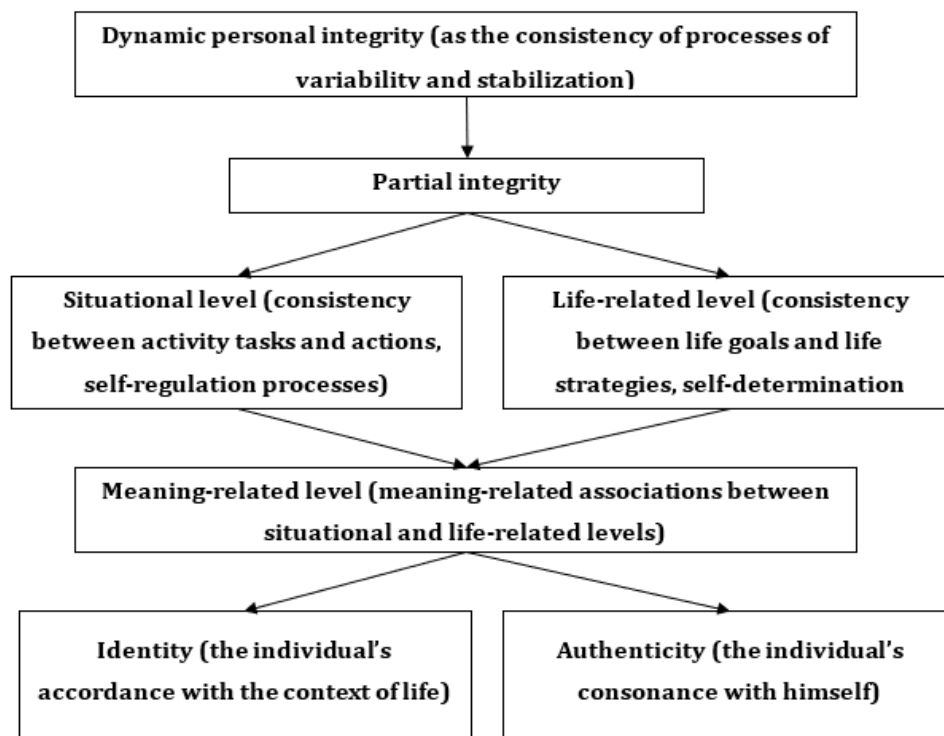 Dynamic personal integrity (as the consistency of processes of
variability and stabilization)
Partial integrity
Situational level (consistency
between activity tasks and actions,
self-regulation processes)
Life-related level (consistency
between life goals and life
strategies, self-determination
Meaning-related level (meaning-related associations between
situational and life-related levels)
Identity (the individual’s
accordance with the context of life)
Authenticity (the individual’s
consonance with himself)